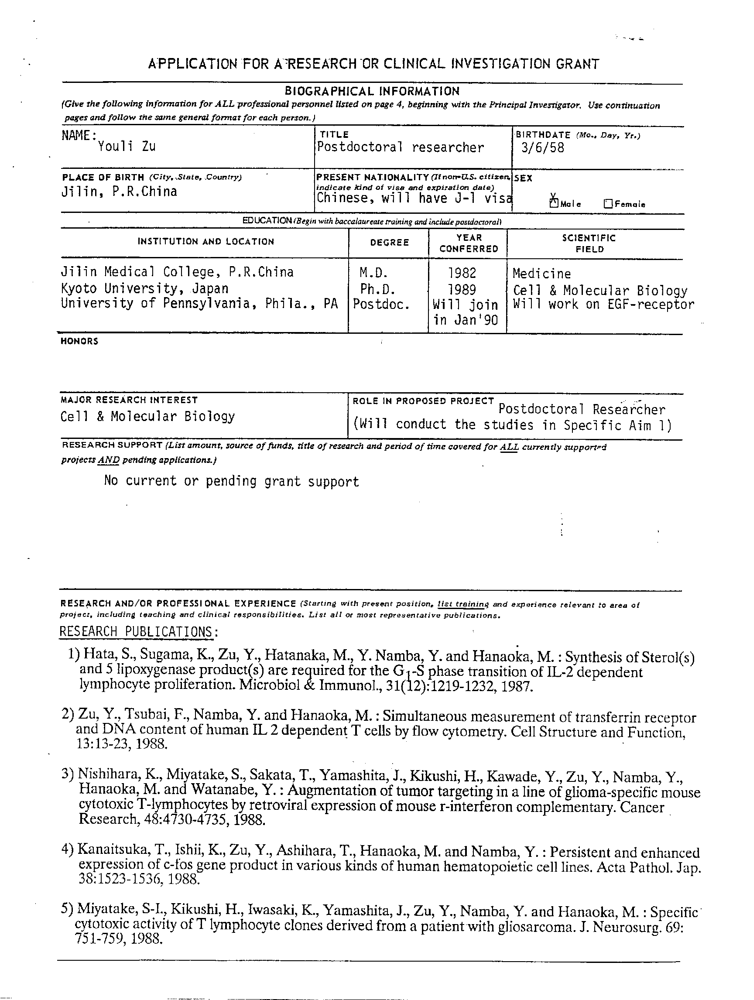 APPLICATION FOR A RESEARCH OR CLINICAL INVESTIGATION GRANT
BIOGRAPHICAL INFORMATION
(Give the following information for ALL professional personnel listed on page 4, beginning with the Principal Investigator. Use continuation
pages and follow the same general format for each person.)
NAME:
Youli Zu
TITLE
Postdoctoral researcher
BIRTHDATE (Mo., Day, Yr.)
3/6/58
PLACE OF BIRTH (City, State, Country)
Jilin, P.R.China
PRESENT NATIONALITY (If non-U.S. citizen,
indicate kind of visa and expiration date)
Chinese, will have J-1 visa
SEX
X Male ☐ Female
EDUCATION (Begin with baccalaureate training and include postdoctoral)
INSTITUTION AND LOCATION
DEGREE
YEAR
CONFERRED
SCIENTIFIC
FIELD
Jilin Medical College, P.R.China M.D. 1982 Medicine
Kyoto University, Japan Ph.D. 1989 Cell & Molecular Biology
University of Pennsylvania, Phila., PA Postdoc. Will join Will work on EGF-receptor
in Jan'90
HONORS
MAJOR RESEARCH INTEREST
Cell & Molecular Biology
ROLE IN PROPOSED PROJECT
Postdoctoral Researcher
(Will conduct the studies in Specific Aim 1)
RESEARCH SUPPORT (List amount, source of funds, title of research and period of time covered for ALL currently supported
projects AND pending applications.)
No current or pending grant support
RESEARCH AND/OR PROFESSIONAL EXPERIENCE (Starting with present position, list training and experience relevant to area of
project, including teaching and clinical responsibilities. List all or most representative publications.
RESEARCH PUBLICATIONS:
1) Hata, S., Sugama, K., Zu, Y., Hatanaka, M., Y. Namba, Y. and Hanaoka, M. : Synthesis of Sterol(s)
and 5 lipoxygenase product(s) are required for the G1-S phase transition of IL-2 dependent
lymphocyte proliferation. Microbiol & Immunol., 31(12):1219-1232, 1987.
2) Zu, Y., Tsubai, F., Namba, Y. and Hanaoka, M. : Simultaneous measurement of transferrin receptor
and DNA content of human IL 2 dependent T cells by flow cytometry. Cell Structure and Function,
13:13-23, 1988.
3) Nishihara, K., Miyatake, S., Sakata, T., Yamashita, J., Kikushi, H., Kawade, Y., Zu, Y., Namba, Y.,
Hanaoka, M. and Watanabe, Y. : Augmentation of tumor targeting in a line of glioma-specific mouse
cytotoxic T-lymphocytes by retroviral expression of mouse r-interferon complementary. Cancer
Research, 48:4730-4735, 1988.
4) Kanaitsuka, T., Ishii, K., Zu, Y., Ashihara, T., Hanaoka, M. and Namba, Y. : Persistent and enhanced
expression of c-fos gene product in various kinds of human hematopoietic cell lines. Acta Pathol. Jap.
38:1523-1536, 1988.
5) Miyatake, S-I., Kikushi, H., Iwasaki, K., Yamashita, J., Zu, Y., Namba, Y. and Hanaoka, M. : Specific
cytotoxic activity of T lymphocyte clones derived from a patient with gliosarcoma. J. Neurosurg. 69:
751-759, 1988.